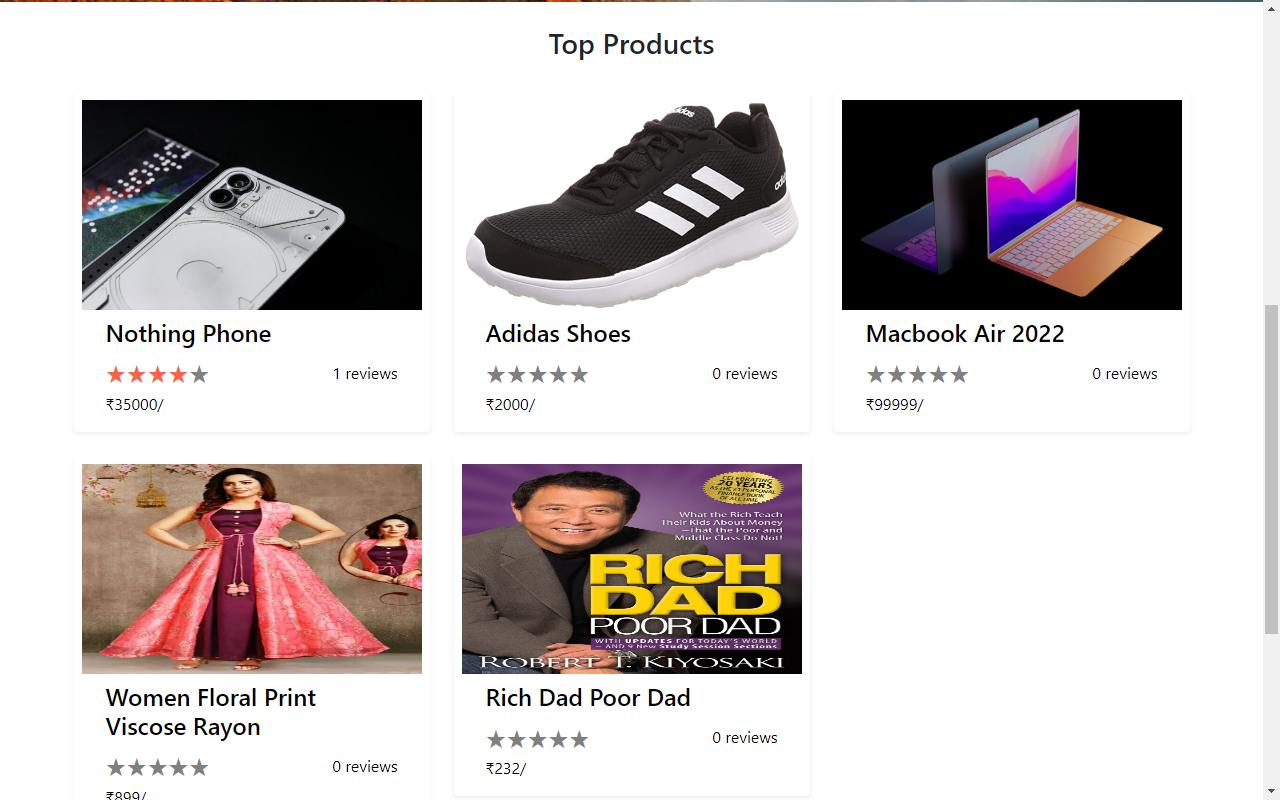 Top Products
adidas
Nothing Phone
1 reviews
₹35000/
Adidas Shoes
0 reviews
₹2000/
Macbook Air 2022
0 reviews
₹99999/
Women Floral Print
Viscose Rayon
0 reviews
₹899/
CELEBRATING
20 YEARS
AS THE #1 PERSONAL
FINANCE BOOK
OF ALL TIME
What the Rich Teach
Their Kids About Money
—That the Poor and
Middle Class Do Not!
RICH
DAD
POOR DAD
WITH UPDATES FOR TODAY'S WORLD
— AND 9 New Study Session Sections
ROBERT T. KIYOSAKI
Rich Dad Poor Dad
0 reviews
₹232/